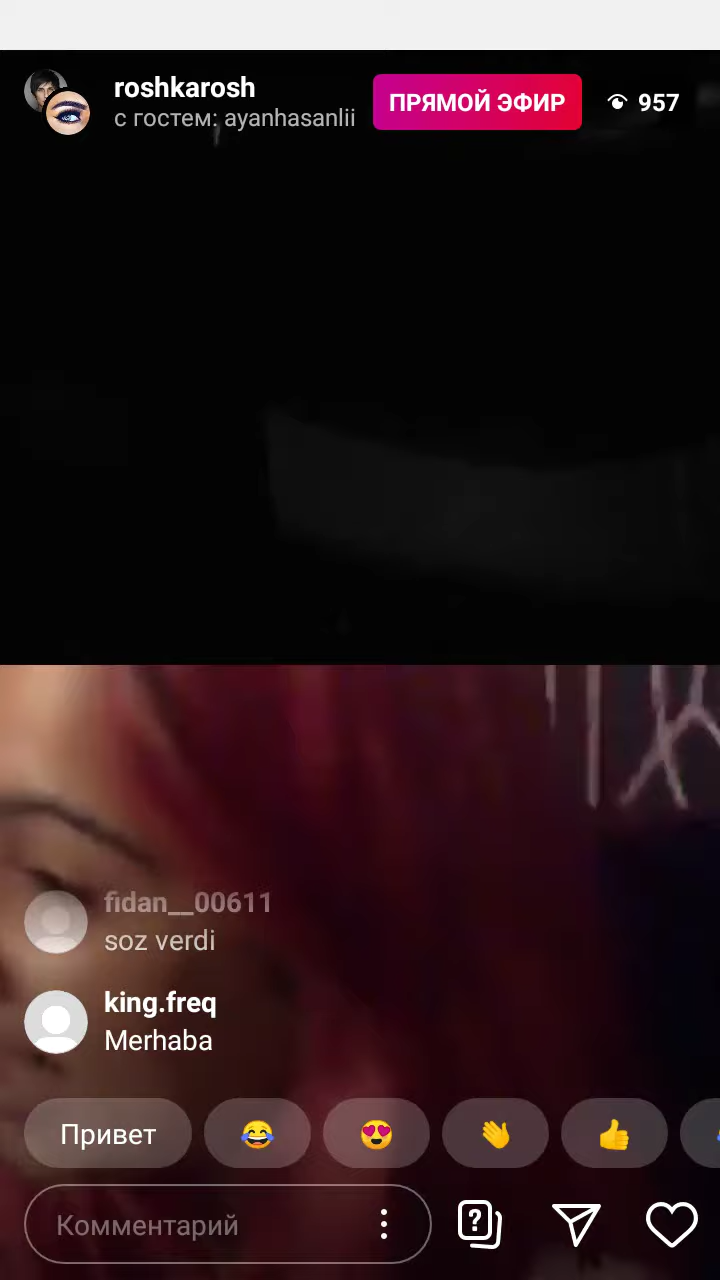 roshkarosh
с гостем: ayanhasanlii
ПРЯМОЙ ЭФИР
957
fidan__00611
soz verdi
king.freq
Merhaba
Привет
Комментарий